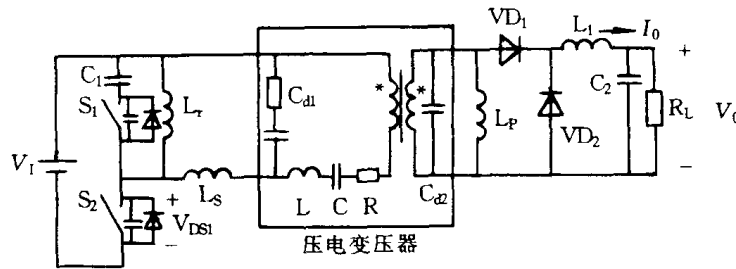 VD₁
L₁
I₀
+
C₁
S₁
Lᵣ
C_d1
*
*
L_P
VD₂
C₂
R_L
V₀
V_I
−
S₂
+
V_DS1
−
L_S
L
C
R
C_d2
压电变压器